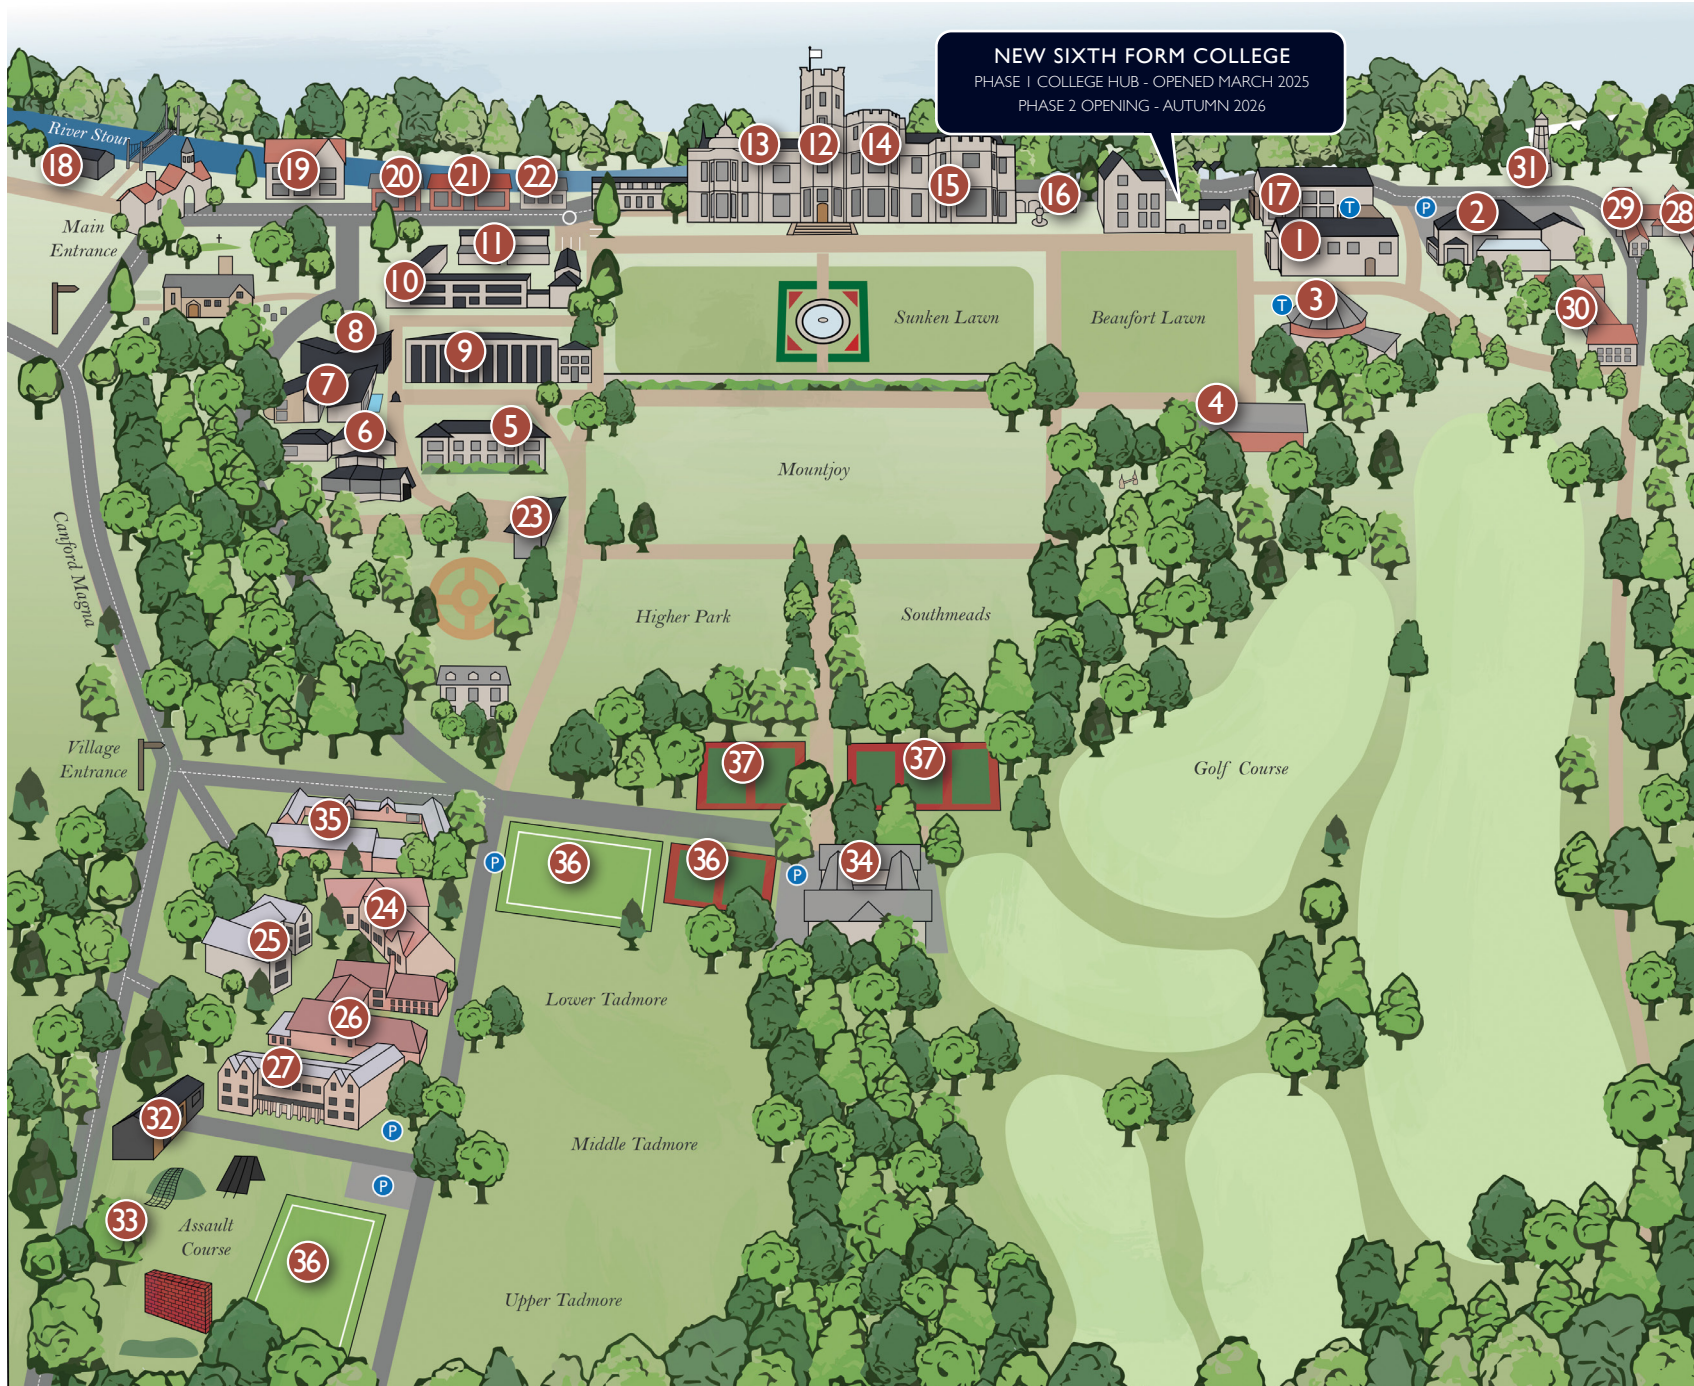 NEW SIXTH FORM COLLEGE
PHASE 1 COLLEGE HUB - OPENED MARCH 2025
PHASE 2 OPENING - AUTUMN 2026
River Stour
18
19
20
21
22
13
12
14
15
16
17
T
P
2
31
29
28
Main
Entrance
11
10
1
T
3
30
8
9
7
6
5
4
Sunken Lawn
Beaufort Lawn
Mountjoy
23
Canford Magna
Higher Park
Southmeads
Village
Entrance
37
37
Golf Course
35
P
36
36
P
34
24
25
26
27
Lower Tadmore
32
P
Middle Tadmore
P
33
Assault
Course
36
Upper Tadmore